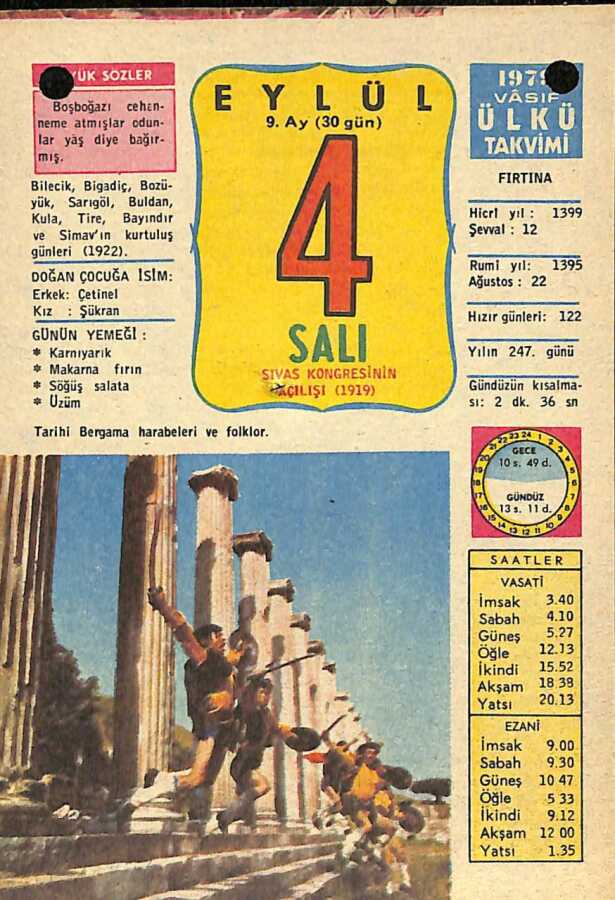 ÜK SÖZLER
Boşboğazı cehen-
neme atmışlar odun-
lar yaş diye bağır-
mış.
Bilecik, Bigadiç, Bozü-
yük, Sarıgöl, Buldan,
Kula, Tire, Bayındır
ve Simav'ın kurtuluş
günleri (1922).
DOĞAN ÇOCUĞA İSİM:
Erkek: Çetinel
Kız : Şükran
GÜNÜN YEMEĞİ :
* Karnıyarık
* Makarna fırın
* Söğüş salata
* Üzüm
EYLÜL
9. Ay (30 gün)
4
SALI
SIVAS KONGRESİNİN
AÇILIŞI (1919)
1979
VÂSIF
ÜLKÜ
TAKVİMİ
FIRTINA
Hicrî yıl : 1399
Şevval : 12
Rumi yıl: 1395
Ağustos : 22
Hızır günleri: 122
Yılın 247. günü
Gündüzün kısalma-
sı: 2 dk. 36 sn
Tarihi Bergama harabeleri ve folklor.
GECE
10 s. 49 d.
GÜNDÜZ
13 s. 11 d.
SAATLER
VASATİ
İmsak 3.40
Sabah 4.10
Güneş 5.27
Öğle 12.13
İkindi 15.52
Akşam 18 38
Yatsı 20.13
EZANİ
İmsak 9.00
Sabah 9.30
Güneş 10 47
Öğle 5 33
İkindi 9.12
Akşam 12 00
Yatsı 1.35